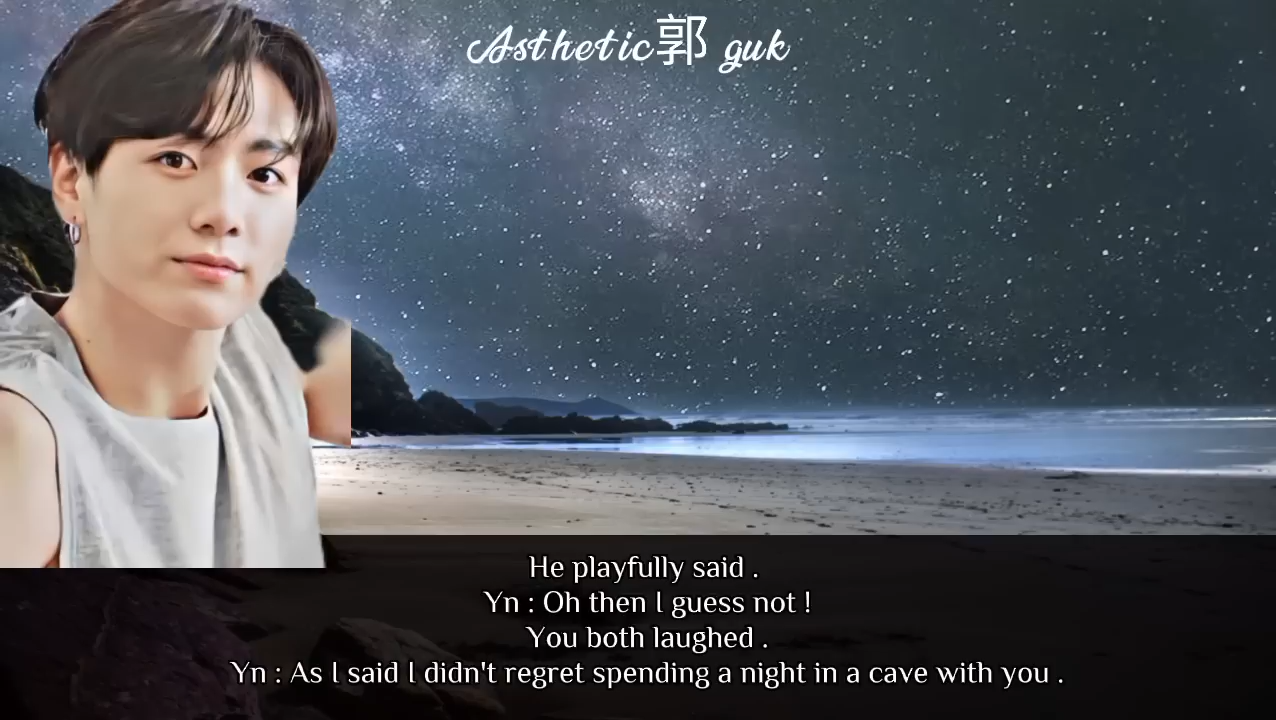 Asthetic郭 guk
He playfully said .
Yn : Oh then I guess not !
You both laughed .
Yn : As I said I didn't regret spending a night in a cave with you .